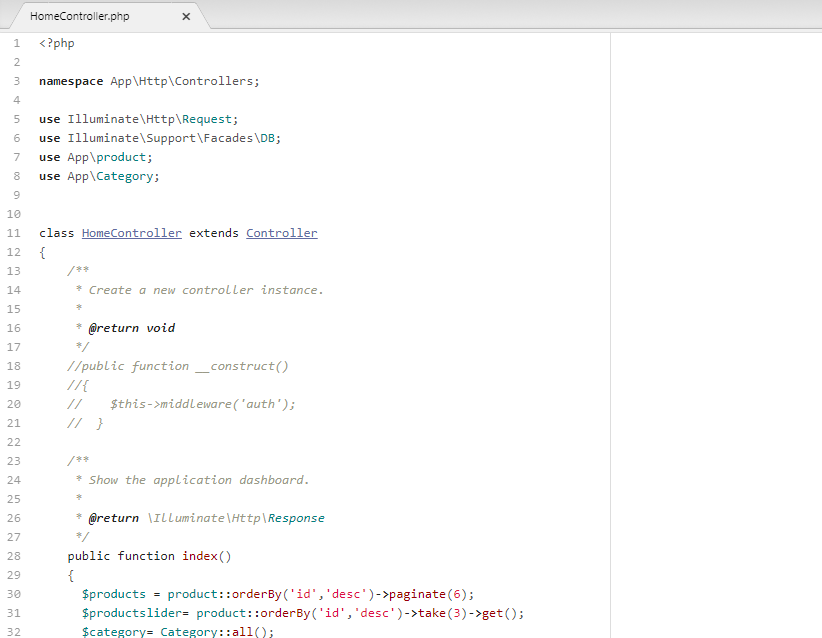 HomeController.php ×
1 <?php
2
3 namespace App\Http\Controllers;
4
5 use Illuminate\Http\Request;
6 use Illuminate\Support\Facades\DB;
7 use App\product;
8 use App\Category;
9
10
11 class HomeController extends Controller
12 {
13     /**
14      * Create a new controller instance.
15      *
16      * @return void
17      */
18     //public function __construct()
19     //{
20     //    $this->middleware('auth');
21     //  }
22
23     /**
24      * Show the application dashboard.
25      *
26      * @return \Illuminate\Http\Response
27      */
28     public function index()
29     {
30       $products = product::orderBy('id','desc')->paginate(6);
31       $productslider= product::orderBy('id','desc')->take(3)->get();
32       $category= Category::all();